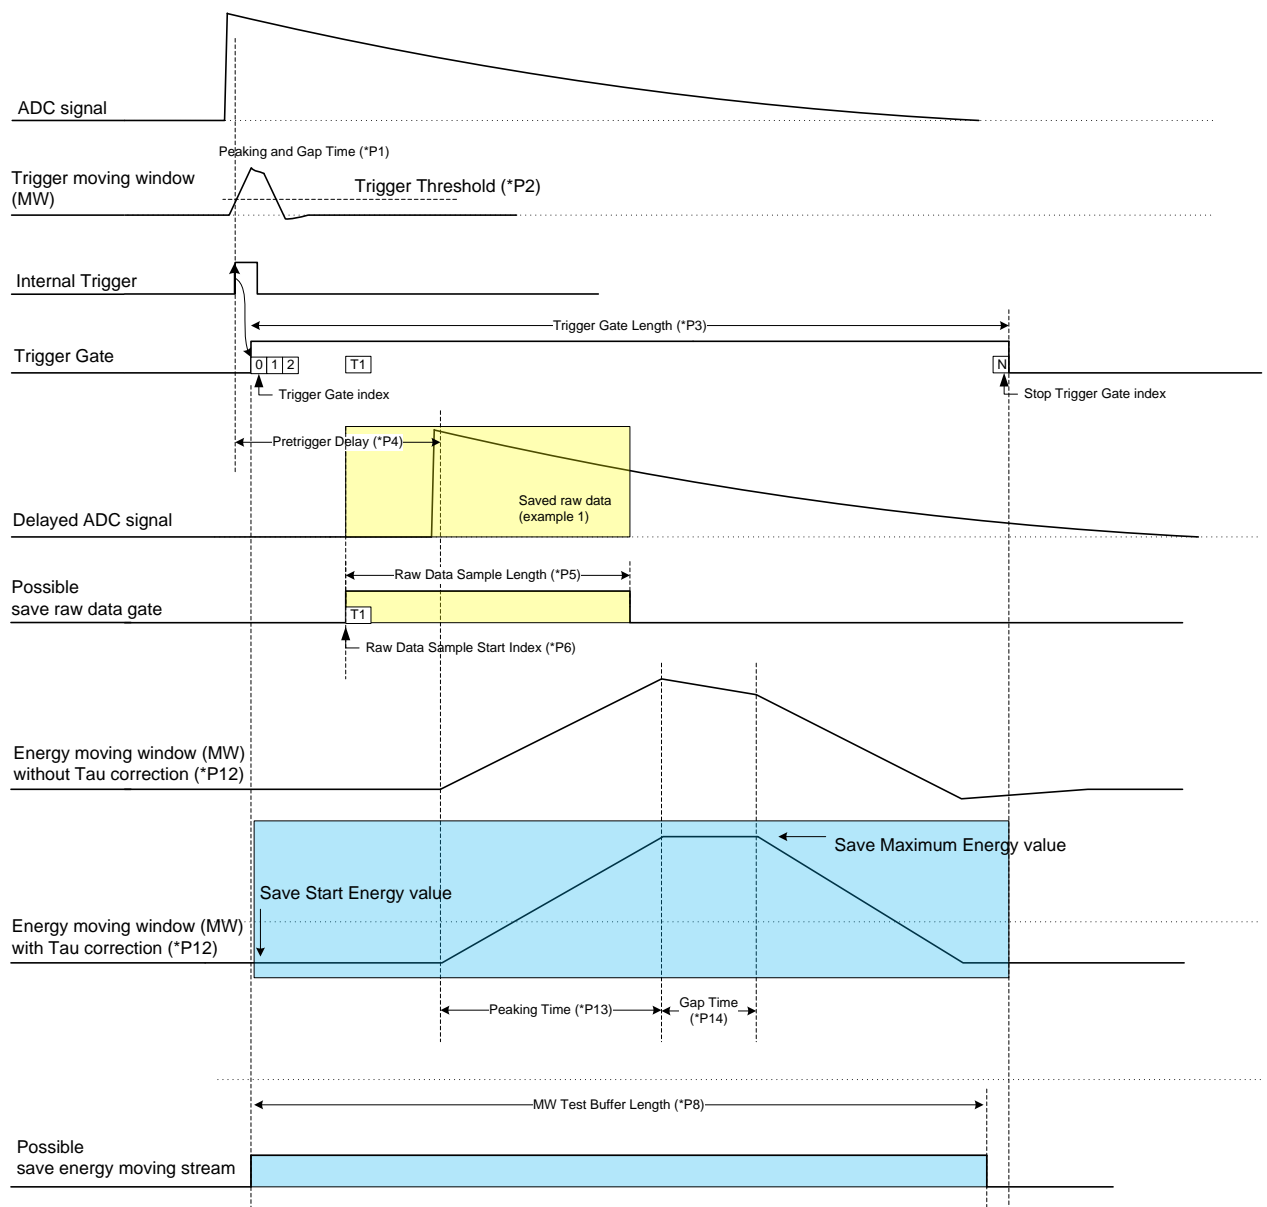 ADC signal
Peaking and Gap Time (*P1)
Trigger moving window
(MW)
Trigger Threshold (*P2)
Internal Trigger
Trigger Gate Length (*P3)
Trigger Gate
0 1 2
T1
N
Trigger Gate index
Stop Trigger Gate index
Pretrigger Delay (*P4)
Saved raw data
(example 1)
Delayed ADC signal
Raw Data Sample Length (*P5)
Possible
save raw data gate
T1
Raw Data Sample Start Index (*P6)
Energy moving window (MW)
without Tau correction (*P12)
Save Maximum Energy value
Save Start Energy value
Energy moving window (MW)
with Tau correction (*P12)
Peaking Time (*P13)
Gap Time
(*P14)
MW Test Buffer Length (*P8)
Possible
save energy moving stream